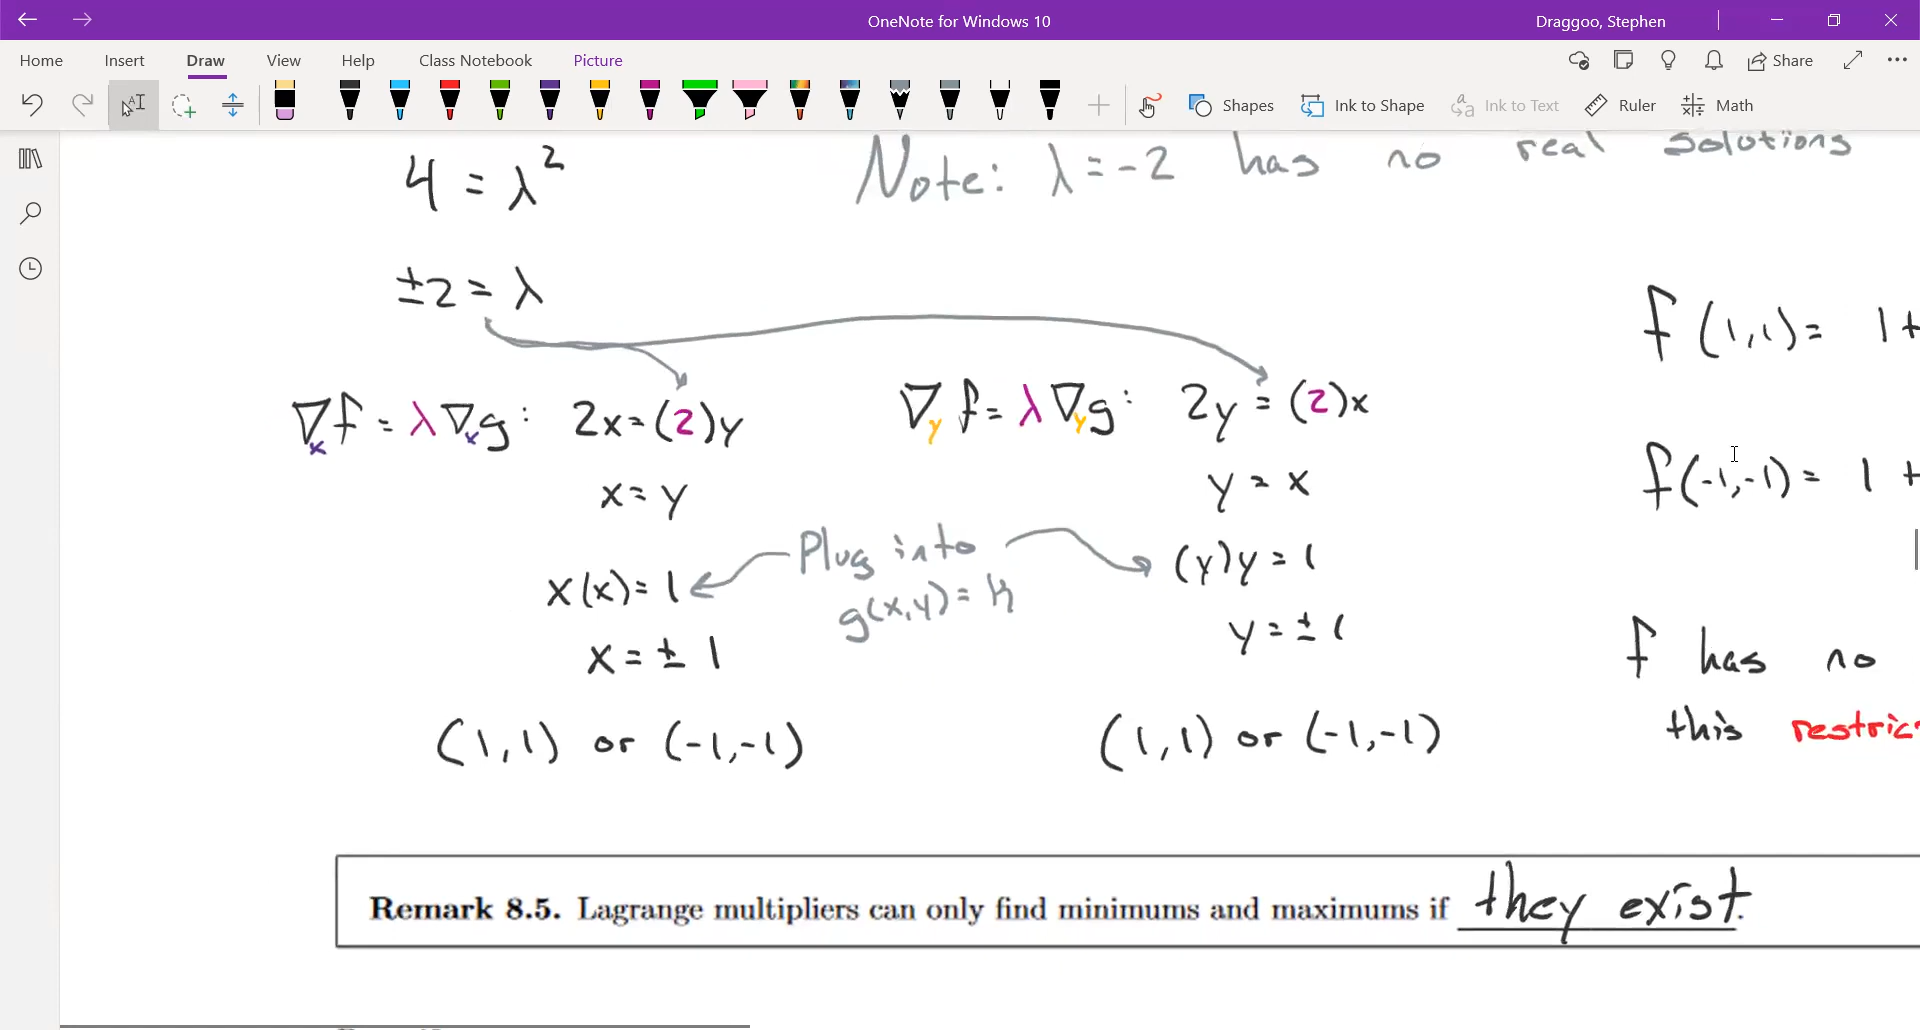 OneNote for Windows 10
Draggoo, Stephen
Home Insert Draw View Help Class Notebook Picture
Share
Shapes Ink to Shape Ink to Text Ruler Math
4 = λ²
Note: λ = -2 has no real solutions
±2 = λ
∇ₓf = λ∇ₓg: 2x = (2)y
x = y
x(x) = 1
x = ± 1
(1,1) or (-1,-1)
Plug into
g(x,y) = k
∇ᵧf = λ∇ᵧg: 2y = (2)x
y = x
(y)y = 1
y = ± 1
(1,1) or (-1,-1)
f(1,1) = 1 +
f(-1,-1) = 1 +
f has no
this restric
Remark 8.5. Lagrange multipliers can only find minimums and maximums if they exist.